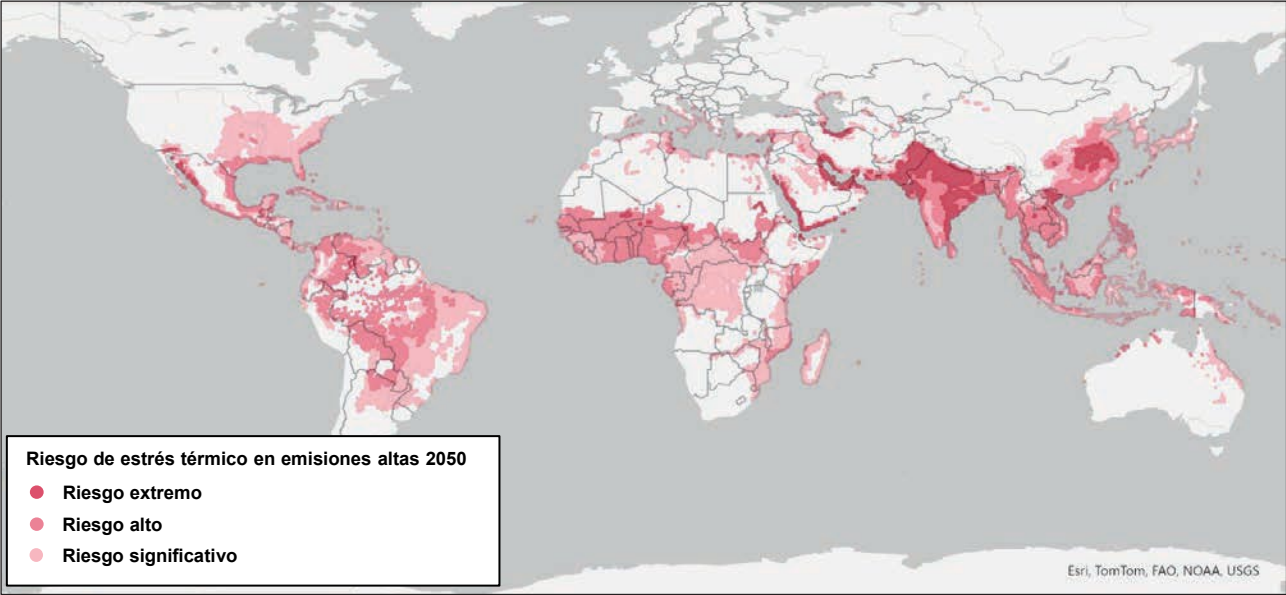 Riesgo de estrés térmico en emisiones altas 2050
Riesgo extremo
Riesgo alto
Riesgo significativo
Esri, TomTom, FAO, NOAA, USGS